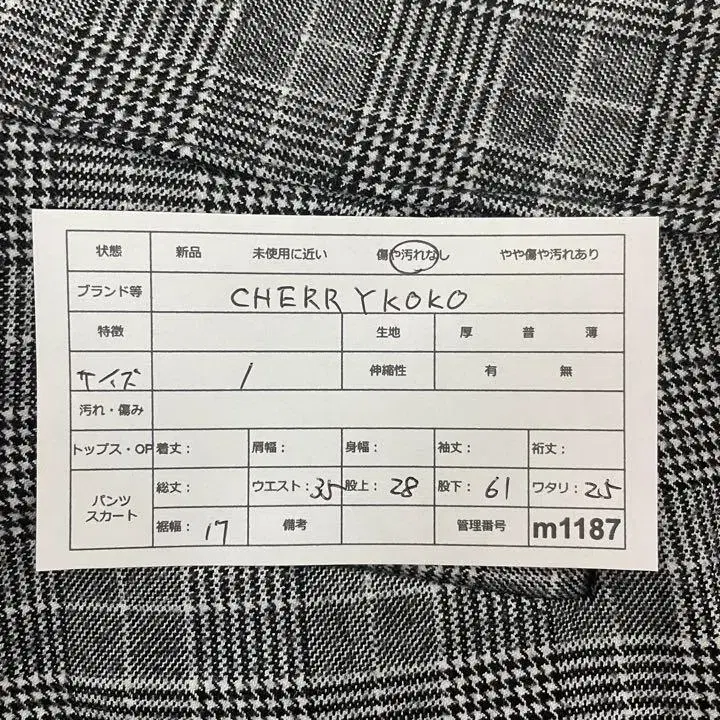 状態 新品 未使用に近い 傷や汚れなし やや傷や汚れあり
ブランド等 CHERRYKOKO
特徴 生地 厚 普 薄
サイズ 1 伸縮性 有 無
汚れ・傷み
トップス・OP 着丈: 肩幅: 身幅: 袖丈: 裄丈:
パンツ スカート 総丈: ウエスト:35 股上: 28 股下: 61 ワタリ: 25
裾幅: 17 備考 管理番号 m1187